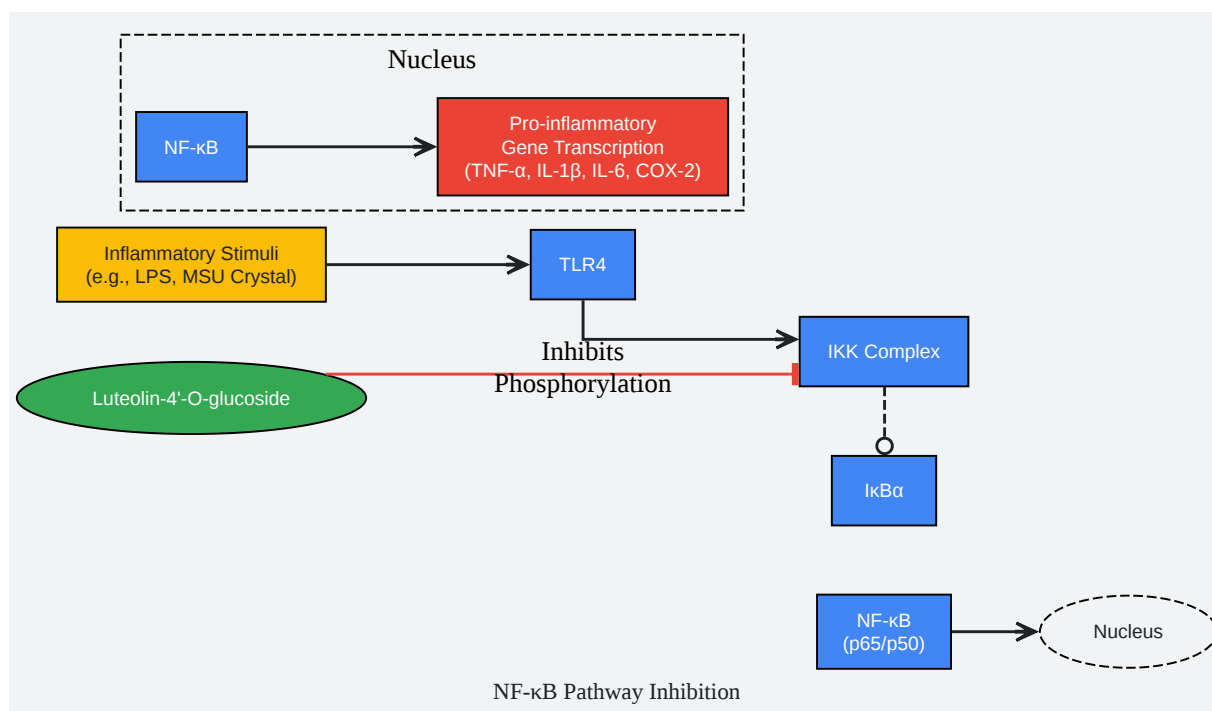 Nucleus
NF-κB
Pro-inflammatory
Gene Transcription
(TNF-α, IL-1β, IL-6, COX-2)
Inflammatory Stimuli
(e.g., LPS, MSU Crystal)
TLR4
IKK Complex
Inhibits
Phosphorylation
Luteolin-4'-O-glucoside
IκBα
NF-κB
(p65/p50)
Nucleus
NF-κB Pathway Inhibition